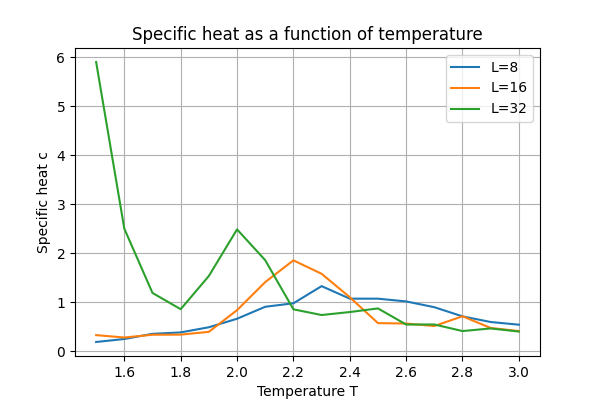 Specific heat as a function of temperature
L=8
L=16
L=32
Specific heat c
6
5
4
3
2
1
0
1.6 1.8 2.0 2.2 2.4 2.6 2.8 3.0
Temperature T